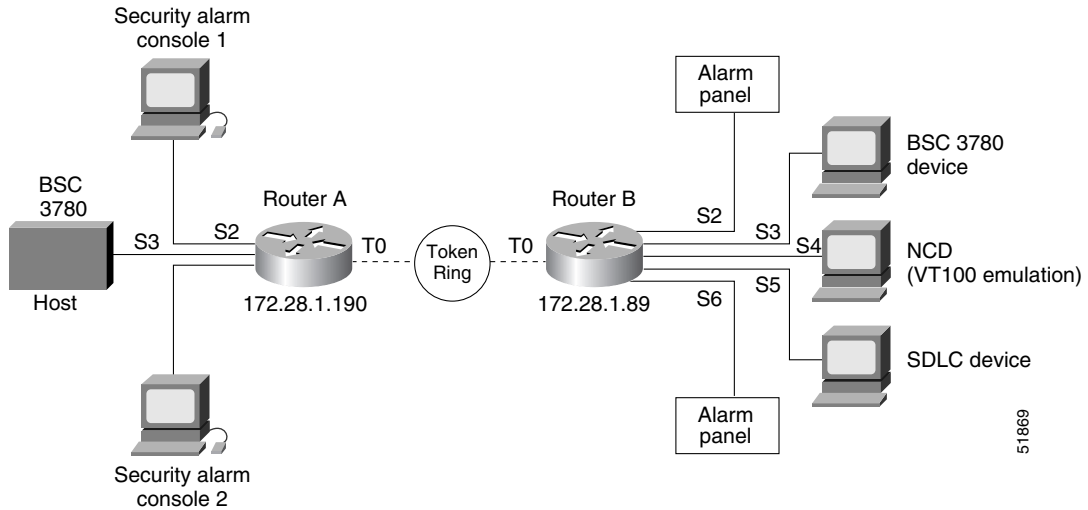 Security alarm
console 1
Alarm
panel
BSC 3780
device
BSC
3780
Router A
Router B
S2
S3
S2
S3
S4
T0
Token
Ring
T0
NCD
(VT100 emulation)
Host
172.28.1.190
172.28.1.89
S5
S6
SDLC device
Alarm
panel
Security alarm
console 2
51869